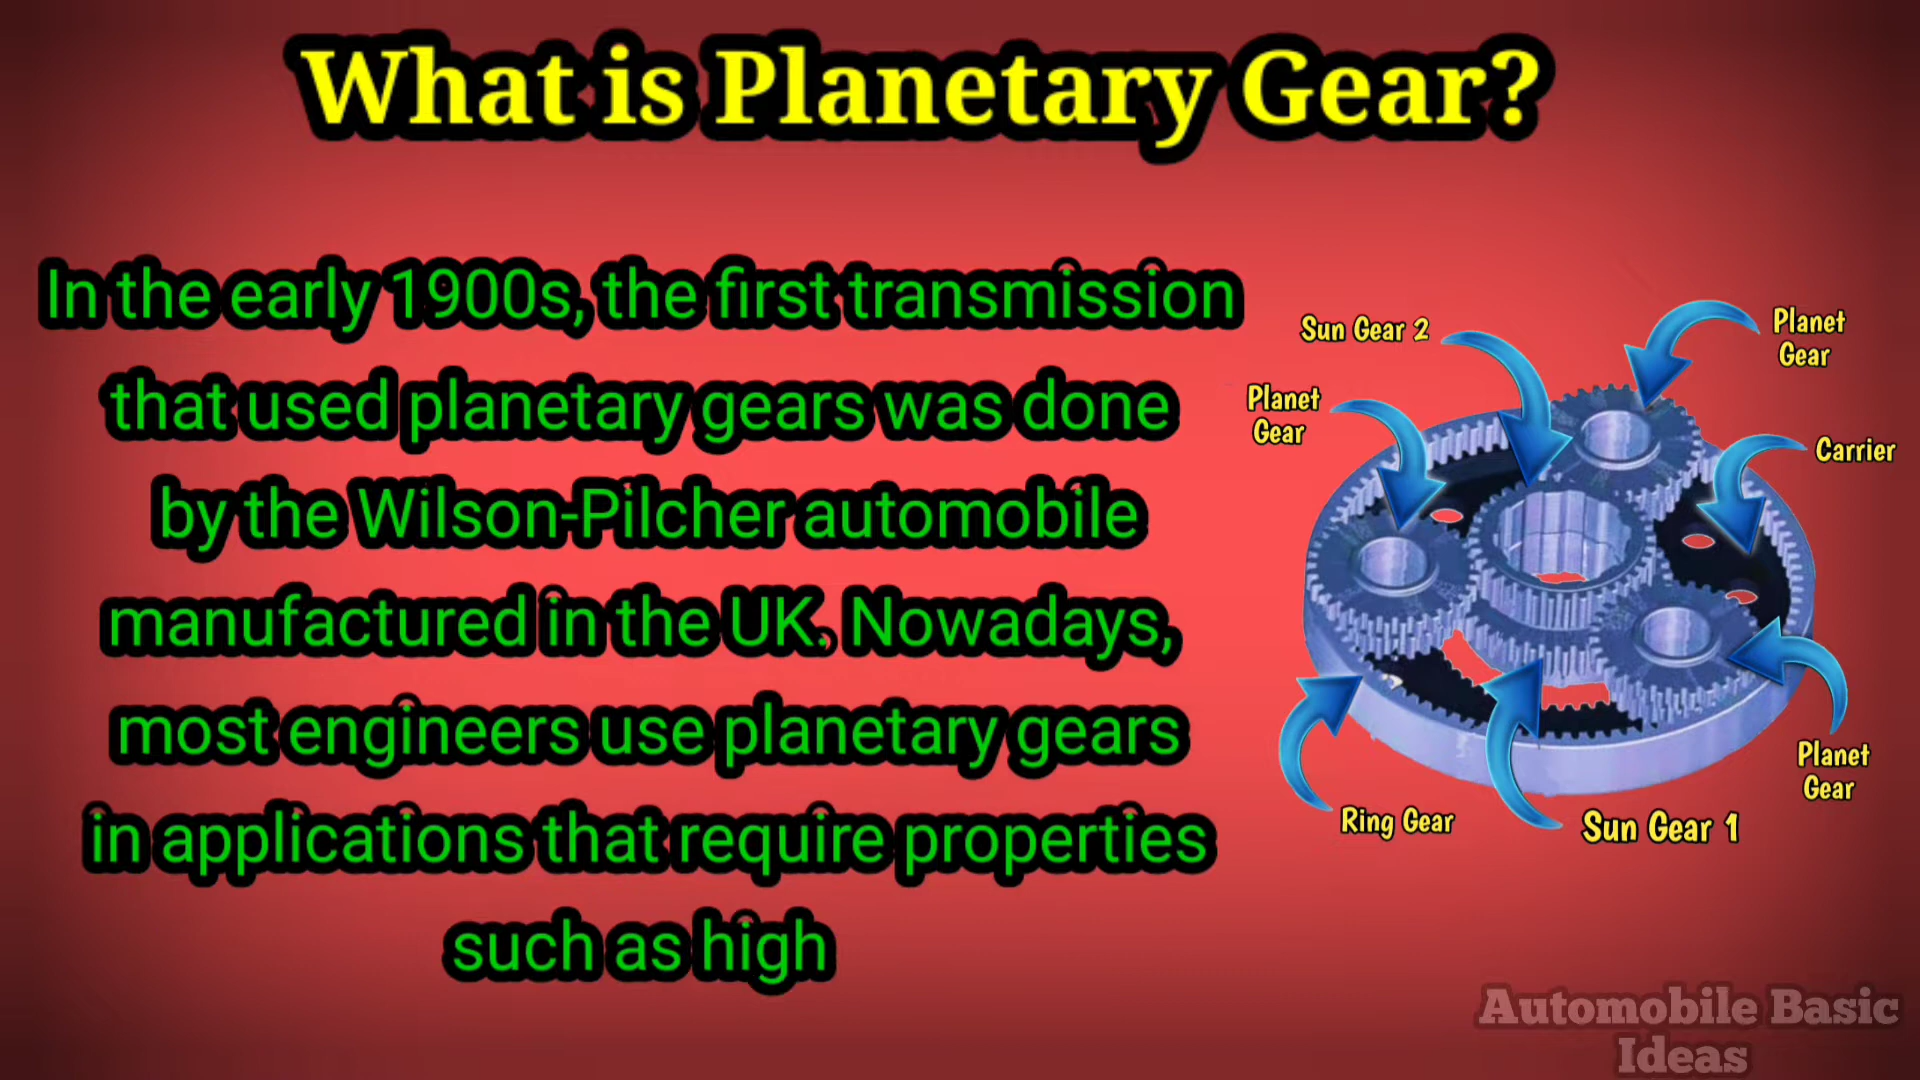 What is Planetary Gear?
In the early 1900s, the first transmission
that used planetary gears was done
by the Wilson-Pilcher automobile
manufactured in the UK. Nowadays,
most engineers use planetary gears
in applications that require properties
such as high
Sun Gear 2
Planet
Gear
Planet
Gear
Carrier
Planet
Gear
Ring Gear
Sun Gear 1
Automobile Basic
Ideas